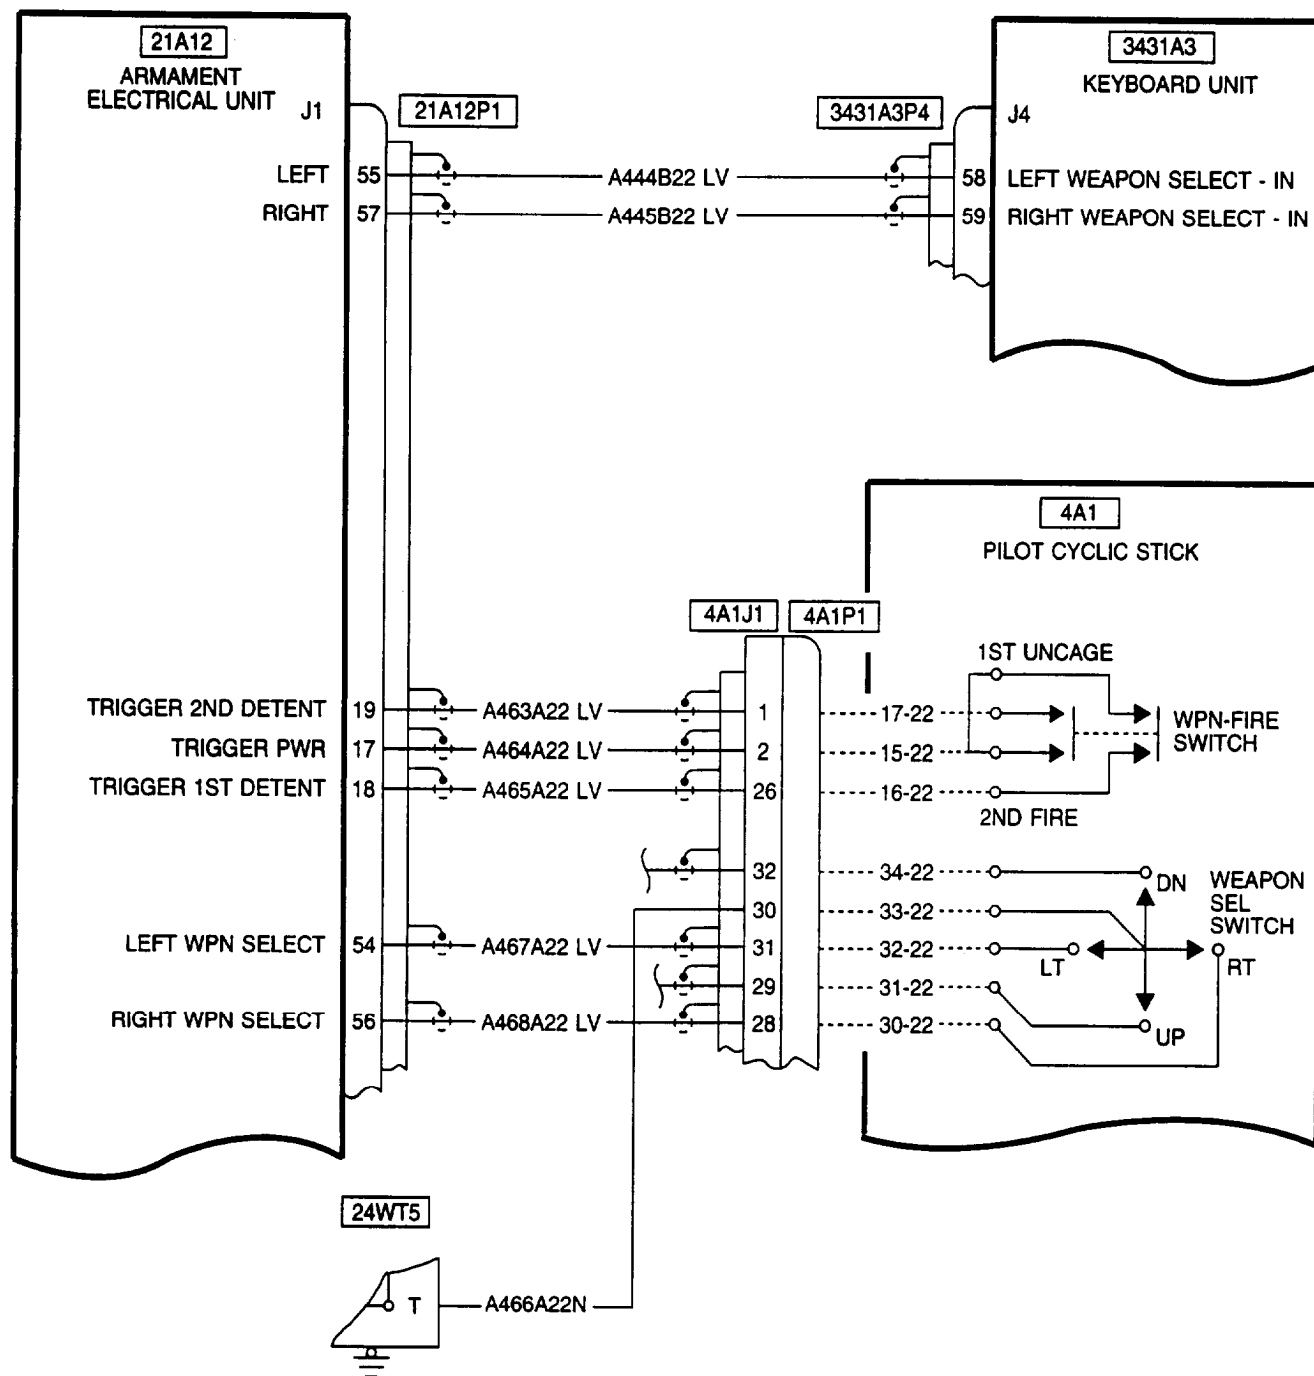 21A12
ARMAMENT
ELECTRICAL UNIT
J1
21A12P1
3431A3P4
3431A3
KEYBOARD UNIT
J4
LEFT 55 A444B22 LV 58 LEFT WEAPON SELECT - IN
RIGHT 57 A445B22 LV 59 RIGHT WEAPON SELECT - IN
4A1
PILOT CYCLIC STICK
4A1J1 4A1P1
1ST UNCAGE
TRIGGER 2ND DETENT 19 A463A22 LV 1 17-22
TRIGGER PWR 17 A464A22 LV 2 15-22
WPN-FIRE
SWITCH
TRIGGER 1ST DETENT 18 A465A22 LV 26 16-22
2ND FIRE
32 34-22 DN
WEAPON
SEL
SWITCH
30 33-22
LEFT WPN SELECT 54 A467A22 LV 31 32-22 LT RT
29 31-22
RIGHT WPN SELECT 56 A468A22 LV 28 30-22 UP
24WT5
T A466A22N